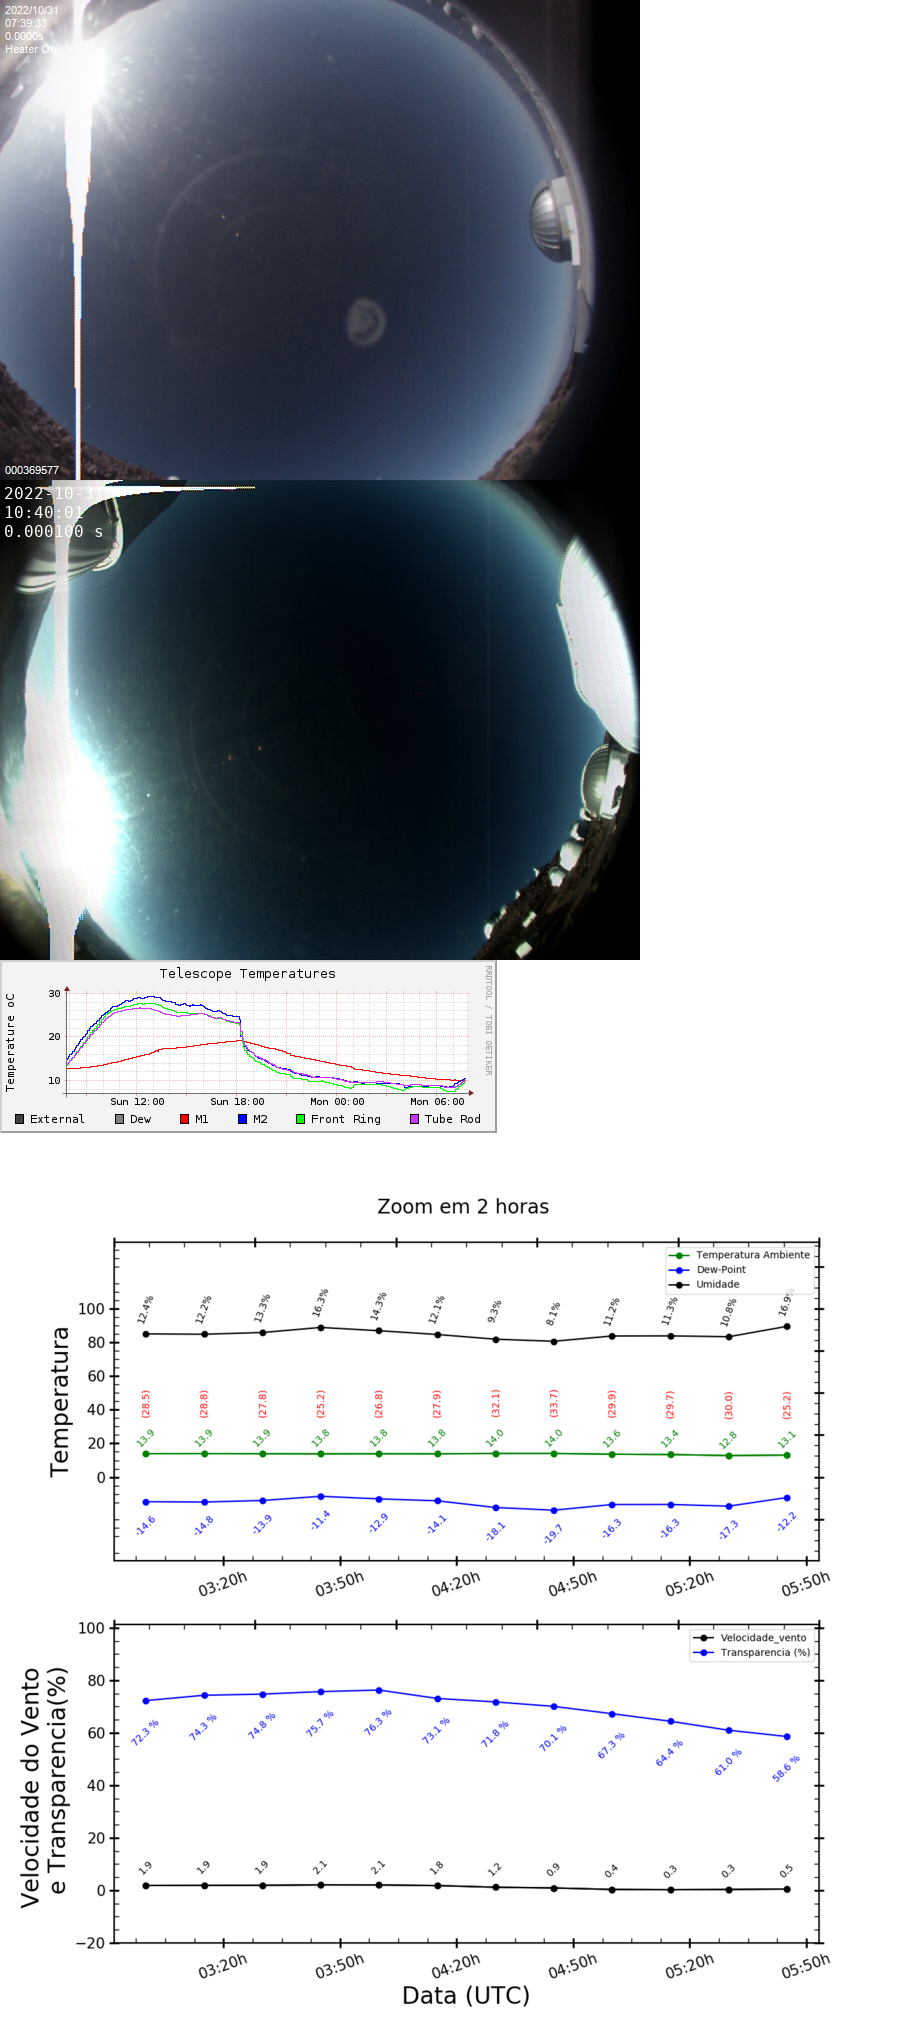 2022/10/31
07:39:33
0.0000s
Heater On
000369577
2022-10-31
10:40:01
0.000100 s
Telescope Temperatures
Temperature oC
30
20
10
Sun 12:00 Sun 18:00 Mon 00:00 Mon 06:00
External Dew M1 M2 Front Ring Tube Rod
RRDTOOL / TOBI OETIKER
Zoom em 2 horas
Temperatura
Temperatura Ambiente
Dew-Point
Umidade
100
80
60
40
20
0
12.4% 12.2% 13.3% 16.3% 14.3% 12.1% 9.3% 8.1% 11.2% 11.3% 10.8% 16.9%
(28.5) (28.8) (27.8) (25.2) (26.8) (27.9) (32.1) (33.7) (29.9) (29.7) (30.0) (25.2)
13.9 13.9 13.9 13.8 13.8 13.8 14.0 14.0 13.6 13.4 12.8 13.1
-14.6 -14.8 -13.9 -11.4 -12.9 -14.1 -18.1 -19.7 -16.3 -16.3 -17.3 -12.2
03:20h 03:50h 04:20h 04:50h 05:20h 05:50h
Velocidade do Vento
e Transparencia(%)
Velocidade_vento
Transparencia (%)
100
80
60
40
20
0
−20
72.3 % 74.3 % 74.8 % 75.7 % 76.3 % 73.1 % 71.8 % 70.1 % 67.3 % 64.4 % 61.0 % 58.6 %
1.9 1.9 1.9 2.1 2.1 1.8 1.2 0.9 0.4 0.3 0.3 0.5
03:20h 03:50h 04:20h 04:50h 05:20h 05:50h
Data (UTC)